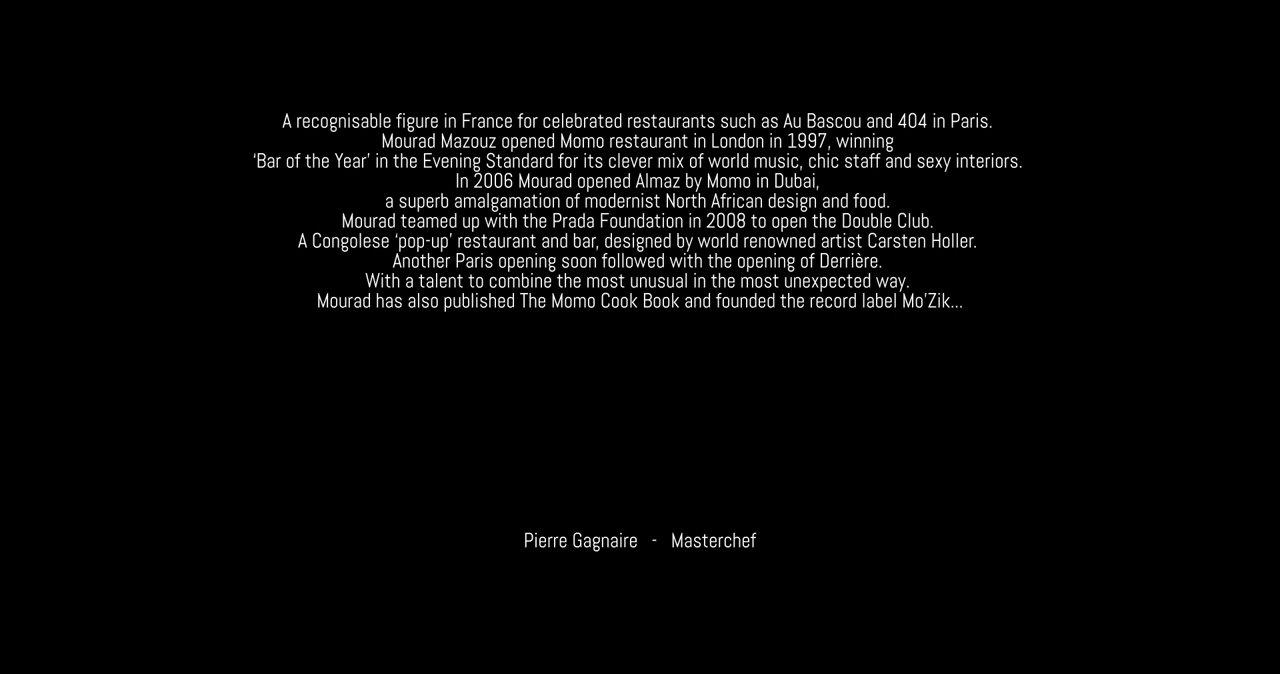 A recognisable figure in France for celebrated restaurants such as Au Bascou and 404 in Paris.
Mourad Mazouz opened Momo restaurant in London in 1997, winning
‘Bar of the Year’ in the Evening Standard for its clever mix of world music, chic staff and sexy interiors.
In 2006 Mourad opened Almaz by Momo in Dubai,
a superb amalgamation of modernist North African design and food.
Mourad teamed up with the Prada Foundation in 2008 to open the Double Club.
A Congolese ‘pop-up’ restaurant and bar, designed by world renowned artist Carsten Holler.
Another Paris opening soon followed with the opening of Derrière.
With a talent to combine the most unusual in the most unexpected way.
Mourad has also published The Momo Cook Book and founded the record label Mo’Zik...
Pierre Gagnaire - Masterchef